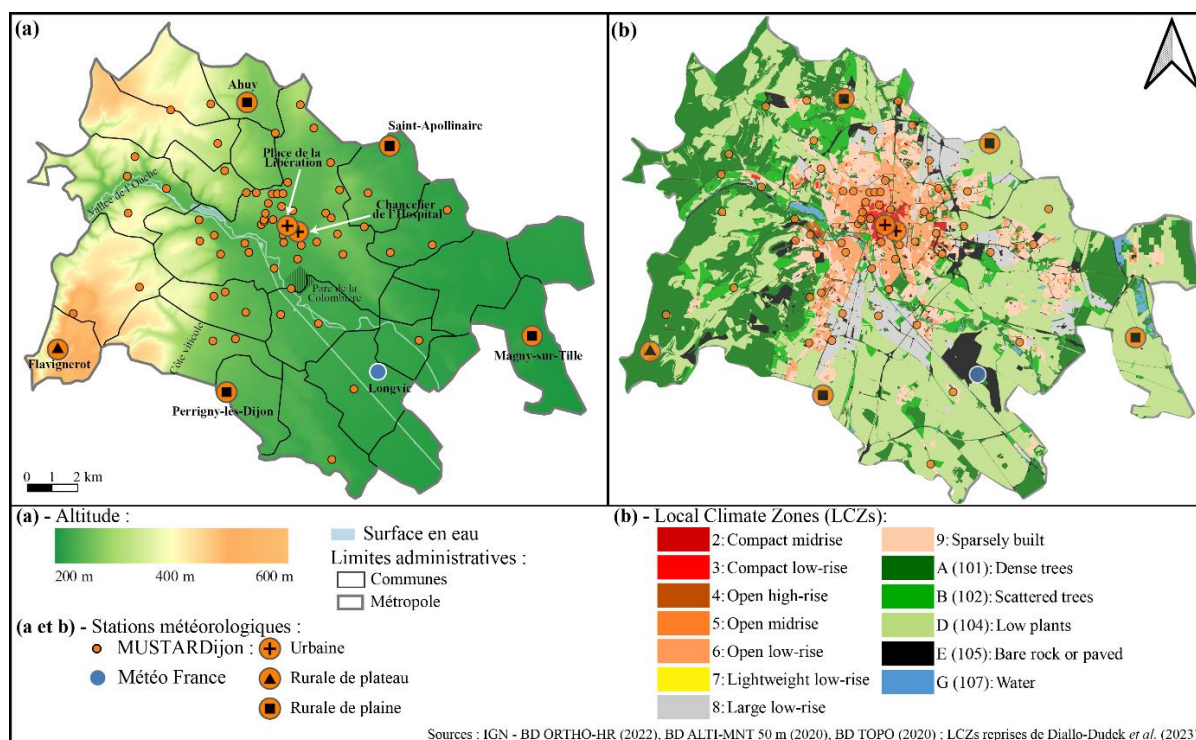 (a)
Ahuy
Saint-Apollinaire
Place de la
Libération
Vallée de l'Ouche
Chancelier
de l'Hospital
Parc de la
Colombière
Côte viticole
Flavignerot
Magny-sur-Tille
Longvic
Perrigny-les-Dijon
0 1 2 km
(b)
(a) - Altitude :
200 m 400 m 600 m
Surface en eau
Limites administratives :
Communes
Métropole
(a et b) - Stations météorologiques :
MUSTARDijon :
Urbaine
Météo France
Rurale de plateau
Rurale de plaine
(b) - Local Climate Zones (LCZs):
2: Compact midrise
3: Compact low-rise
4: Open high-rise
5: Open midrise
6: Open low-rise
7: Lightweight low-rise
8: Large low-rise
9: Sparsely built
A (101): Dense trees
B (102): Scattered trees
D (104): Low plants
E (105): Bare rock or paved
G (107): Water
Sources : IGN - BD ORTHO-HR (2022), BD ALTI-MNT 50 m (2020), BD TOPO (2020) ; LCZs reprises de Diallo-Dudek et al. (2023)